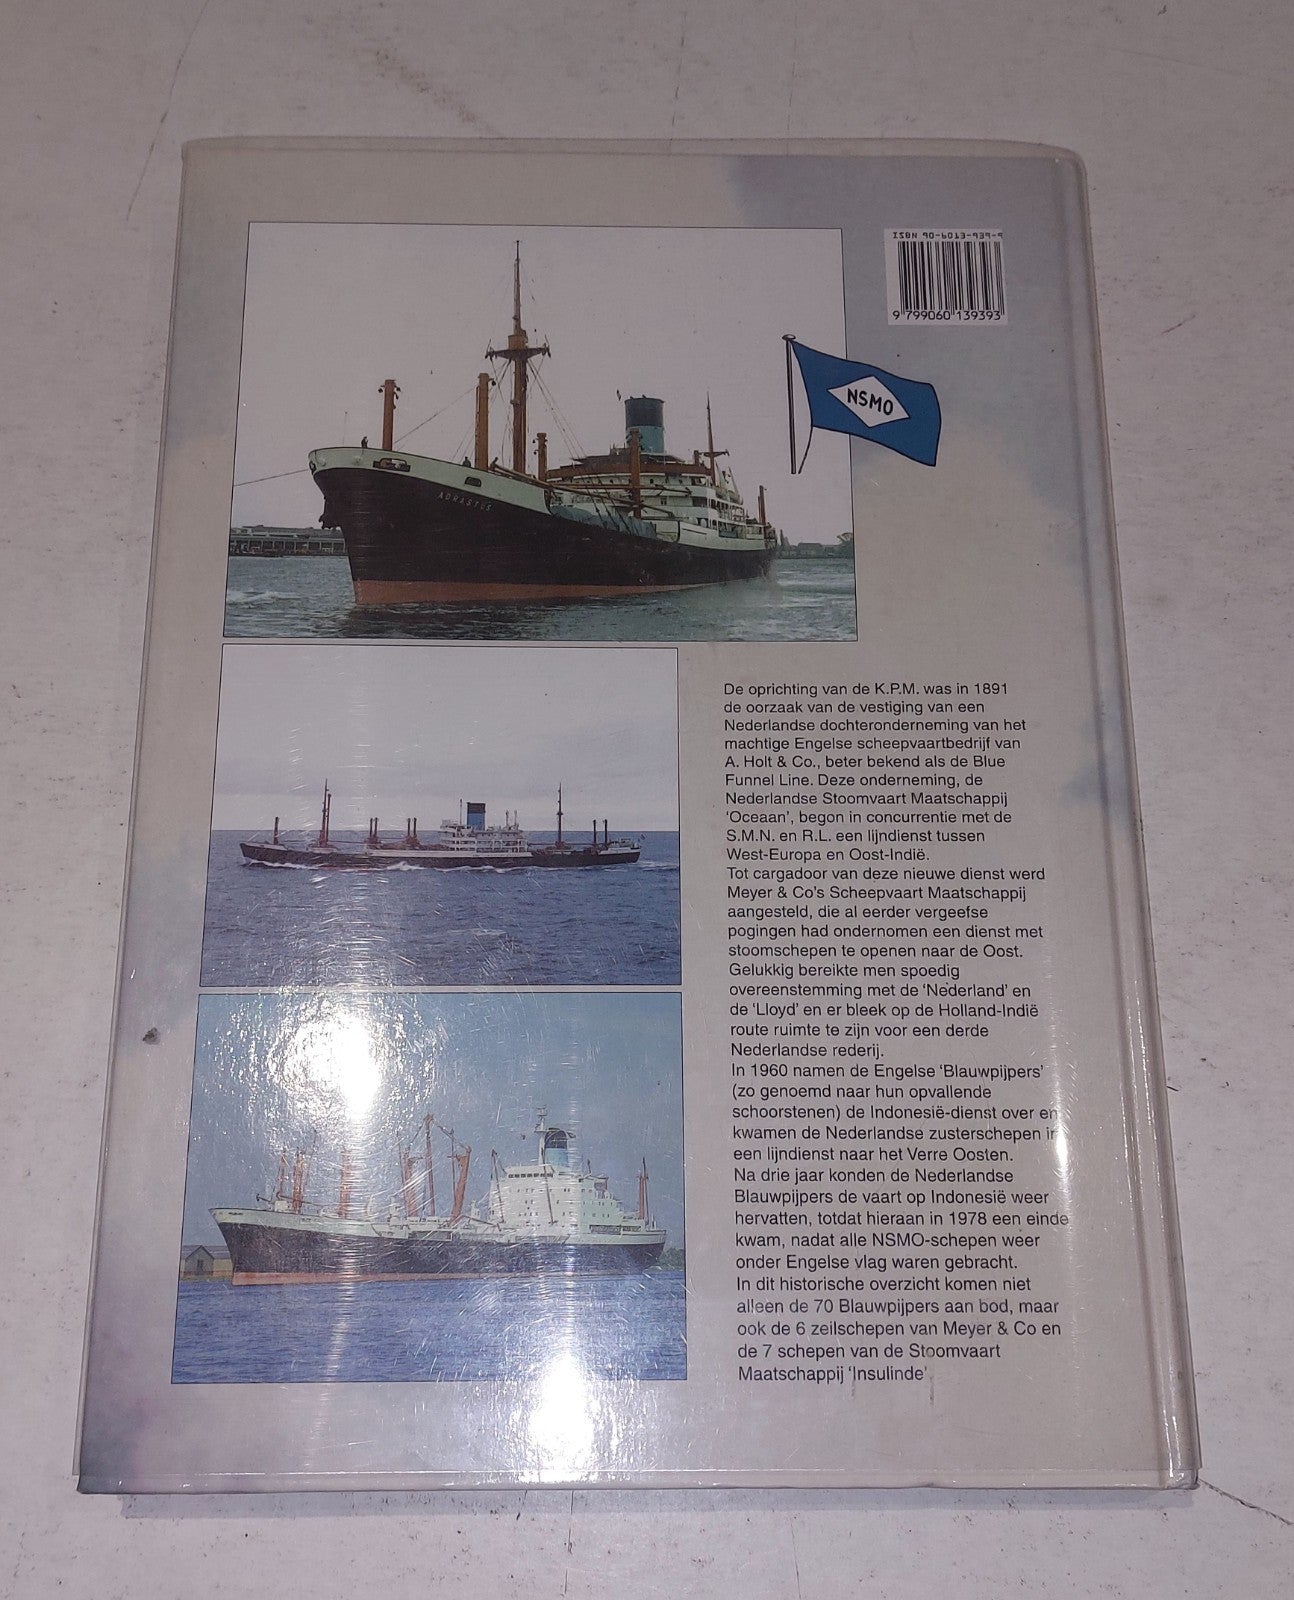 ISBN 90-6013-939-9
9 799060 139393
NSMO
ADRASTUS
De oprichting van de K.P.M. was in 1891
de oorzaak van de vestiging van een
Nederlandse dochteronderneming van het
machtige Engelse scheepvaartbedrijf van
A. Holt & Co., beter bekend als de Blue
Funnel Line. Deze onderneming, de
Nederlandse Stoomvaart Maatschappij
'Oceaan', begon in concurrentie met de
S.M.N. en R.L. een lijndienst tussen
West-Europa en Oost-Indië.
Tot cargadoor van deze nieuwe dienst werd
Meyer & Co's Scheepvaart Maatschappij
aangesteld, die al eerder vergeefse
pogingen had ondernomen een dienst met
stoomschepen te openen naar de Oost.
Gelukkig bereikte men spoedig
overeenstemming met de 'Nederland' en
de 'Lloyd' en er bleek op de Holland-Indië
route ruimte te zijn voor een derde
Nederlandse rederij.
In 1960 namen de Engelse 'Blauwpijpers'
(zo genoemd naar hun opvallende
schoorstenen) de Indonesië-dienst over en
kwamen de Nederlandse zusterschepen in
een lijndienst naar het Verre Oosten.
Na drie jaar konden de Nederlandse
Blauwpijpers de vaart op Indonesië weer
hervatten, totdat hieraan in 1978 een einde
kwam, nadat alle NSMO-schepen weer
onder Engelse vlag waren gebracht.
In dit historische overzicht komen niet
alleen de 70 Blauwpijpers aan bod, maar
ook de 6 zeilschepen van Meyer & Co en
de 7 schepen van de Stoomvaart
Maatschappij 'Insulinde'.